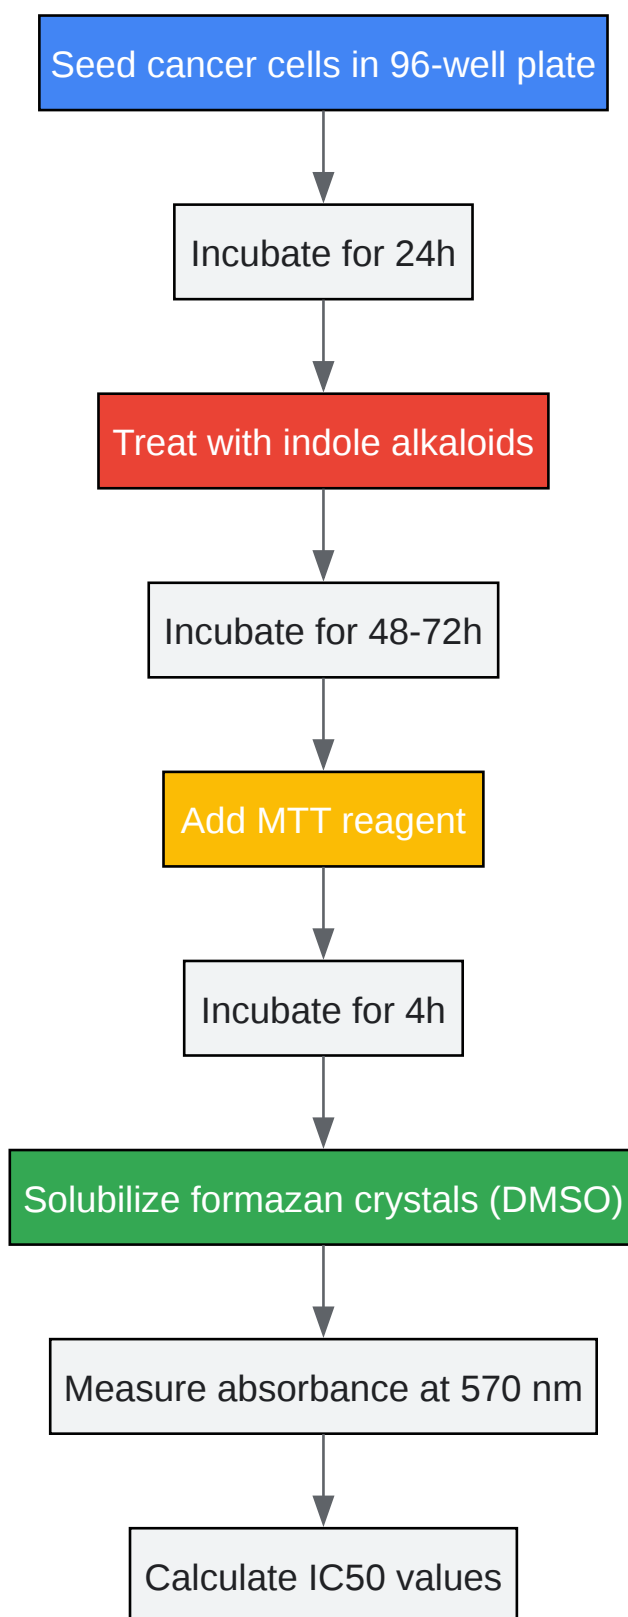 Seed cancer cells in 96-well plate
Incubate for 24h
Treat with indole alkaloids
Incubate for 48-72h
Add MTT reagent
Incubate for 4h
Solubilize formazan crystals (DMSO)
Measure absorbance at 570 nm
Calculate IC50 values